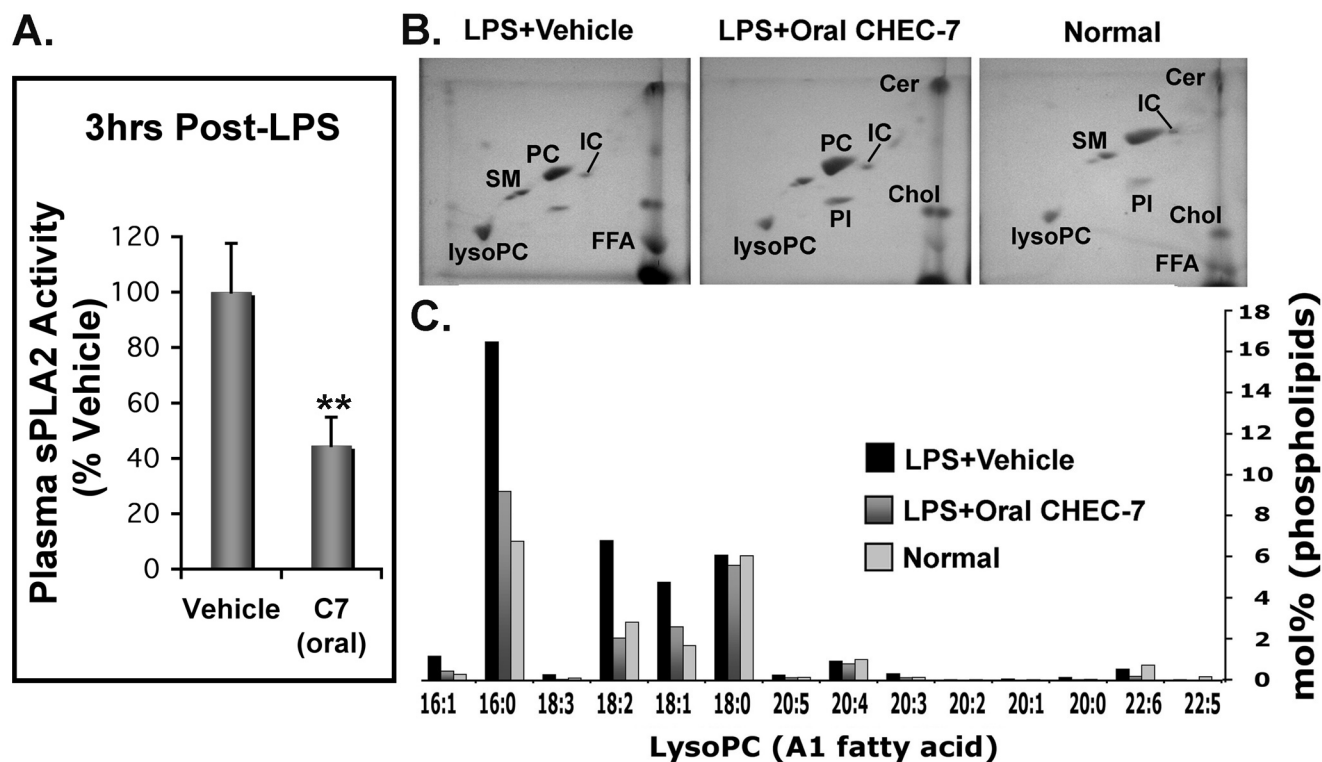 A.
3hrs Post-LPS
Plasma sPLA2 Activity
(% Vehicle)
120
100
80
60
40
20
0
**
Vehicle
C7
(oral)
B.
LPS+Vehicle
LPS+Oral CHEC-7
Normal
PC
IC
SM
lysoPC
FFA
Cer
PC
IC
Chol
PI
lysoPC
Cer
IC
SM
PI
Chol
lysoPC
FFA
C.
18
16
14
12
10
8
6
4
2
0
mol% (phospholipids)
LPS+Vehicle
LPS+Oral CHEC-7
Normal
16:1 16:0 18:3 18:2 18:1 18:0 20:5 20:4 20:3 20:2 20:1 20:0 22:6 22:5
LysoPC (A1 fatty acid)